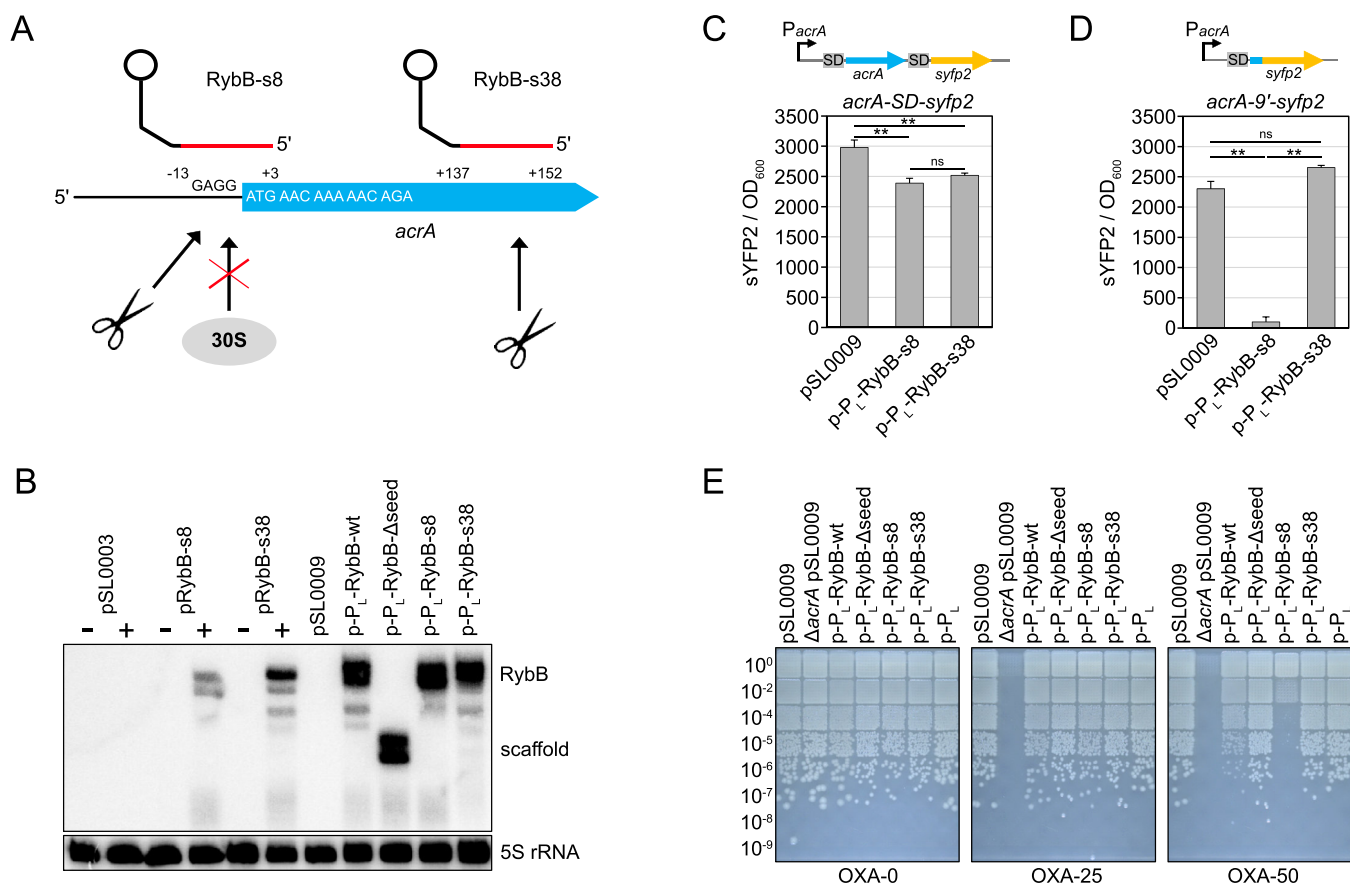 A
RybB-s8
RybB-s38
5'
5'
-13
GAGG
+3
+137
+152
5'
ATG AAC AAA AAC AGA
acrA
30S
B
pSL0003
pRybB-s8
pRybB-s38
pSL0009
p-PL-RybB-wt
p-PL-RybB-Δseed
p-PL-RybB-s8
p-PL-RybB-s38
- + - + - +
RybB
scaffold
5S rRNA
C
PacrA
SD acrA SD syfp2
acrA-SD-syfp2
sYFP2 / OD600
3500
3000
2500
2000
1500
1000
500
0
**
**
ns
pSL0009
p-PL-RybB-s8
p-PL-RybB-s38
D
PacrA
SD syfp2
acrA-9'-syfp2
sYFP2 / OD600
3500
3000
2500
2000
1500
1000
500
0
ns
** **
pSL0009
p-PL-RybB-s8
p-PL-RybB-s38
E
pSL0009
ΔacrA pSL0009
p-PL-RybB-wt
p-PL-RybB-Δseed
p-PL-RybB-s8
p-PL-RybB-s38
p-PL
pSL0009
ΔacrA pSL0009
p-PL-RybB-wt
p-PL-RybB-Δseed
p-PL-RybB-s8
p-PL-RybB-s38
p-PL
pSL0009
ΔacrA pSL0009
p-PL-RybB-wt
p-PL-RybB-Δseed
p-PL-RybB-s8
p-PL-RybB-s38
p-PL
10⁰
10⁻²
10⁻⁴
10⁻⁵
10⁻⁶
10⁻⁷
10⁻⁸
10⁻⁹
OXA-0
OXA-25
OXA-50